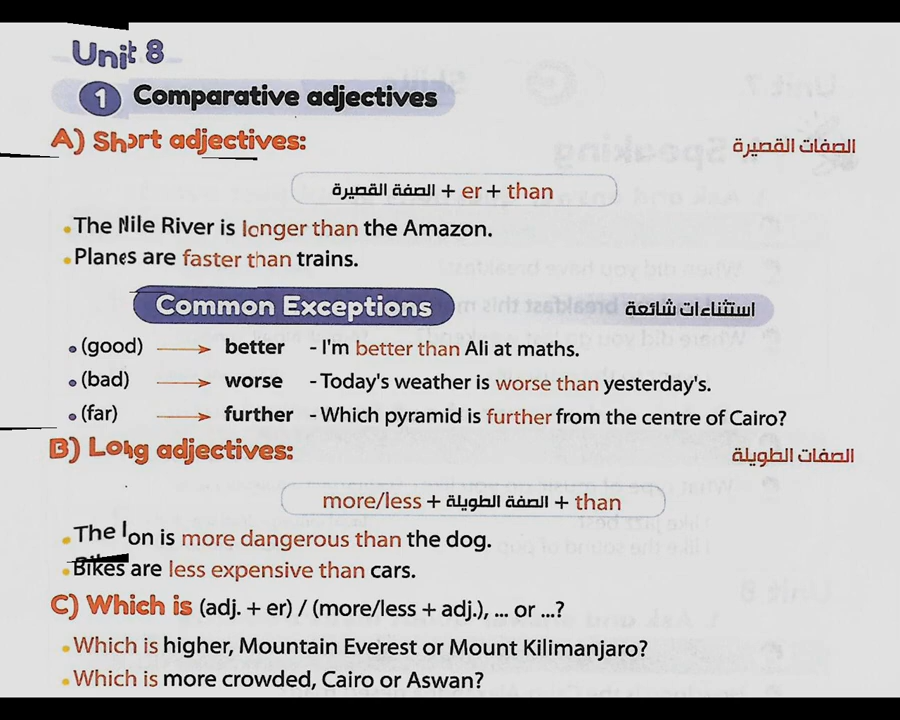 Unit 8
1 Comparative adjectives
A) Short adjectives: الصفات القصيرة
الصفة القصيرة + er + than
• The Nile River is longer than the Amazon.
• Planes are faster than trains.
Common Exceptions استثناءات شائعة
• (good) → better - I'm better than Ali at maths.
• (bad) → worse - Today's weather is worse than yesterday's.
• (far) → further - Which pyramid is further from the centre of Cairo?
B) Long adjectives: الصفات الطويلة
more/less + الصفة الطويلة + than
• The lon is more dangerous than the dog.
• Bikes are less expensive than cars.
C) Which is (adj. + er) / (more/less + adj.), ... or ...?
• Which is higher, Mountain Everest or Mount Kilimanjaro?
• Which is more crowded, Cairo or Aswan?